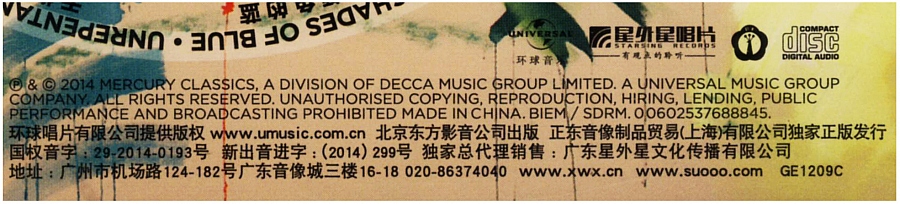 SHADES OF BLUE • UNREPENTAN
色的蓝
UNIVERSAL
环球音
星外星唱片
STARSING RECORDS
有观点的聆听
COMPACT
disc
DIGITAL AUDIO
℗ & © 2014 MERCURY CLASSICS, A DIVISION OF DECCA MUSIC GROUP LIMITED. A UNIVERSAL MUSIC GROUP
COMPANY. ALL RIGHTS RESERVED. UNAUTHORISED COPYING, REPRODUCTION, HIRING, LENDING, PUBLIC
PERFORMANCE AND BROADCASTING PROHIBITED MADE IN CHINA. BIEM / SDRM. 00602537688845.
环球唱片有限公司提供版权 www.umusic.com.cn 北京东方影音公司出版 正东音像制品贸易(上海)有限公司独家正版发行
国权音字：29-2014-0193号 新出音进字：(2014) 299号 独家总代理销售：广东星外星文化传播有限公司
地址：广州市机场路124-182号广东音像城三楼16-18 020-86374040 www.xwx.cn www.suooo.com GE1209C